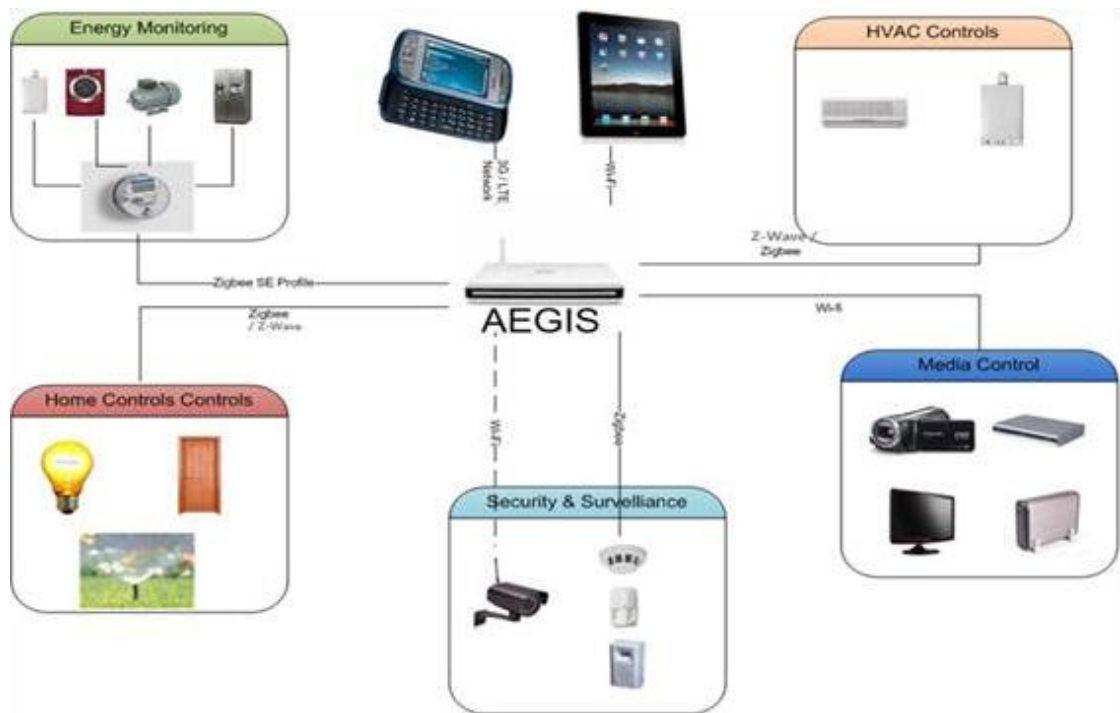 Energy Monitoring
HVAC Controls
3G / LTE
Network
Wi-Fi
Z-Wave /
Zigbee
Zigbee SE Profile
AEGIS
Zigbee
/ Z-Wave
Wi-fi
Home Controls Controls
Media Control
Wi-Fi
Zigbee
Security & Survelliance